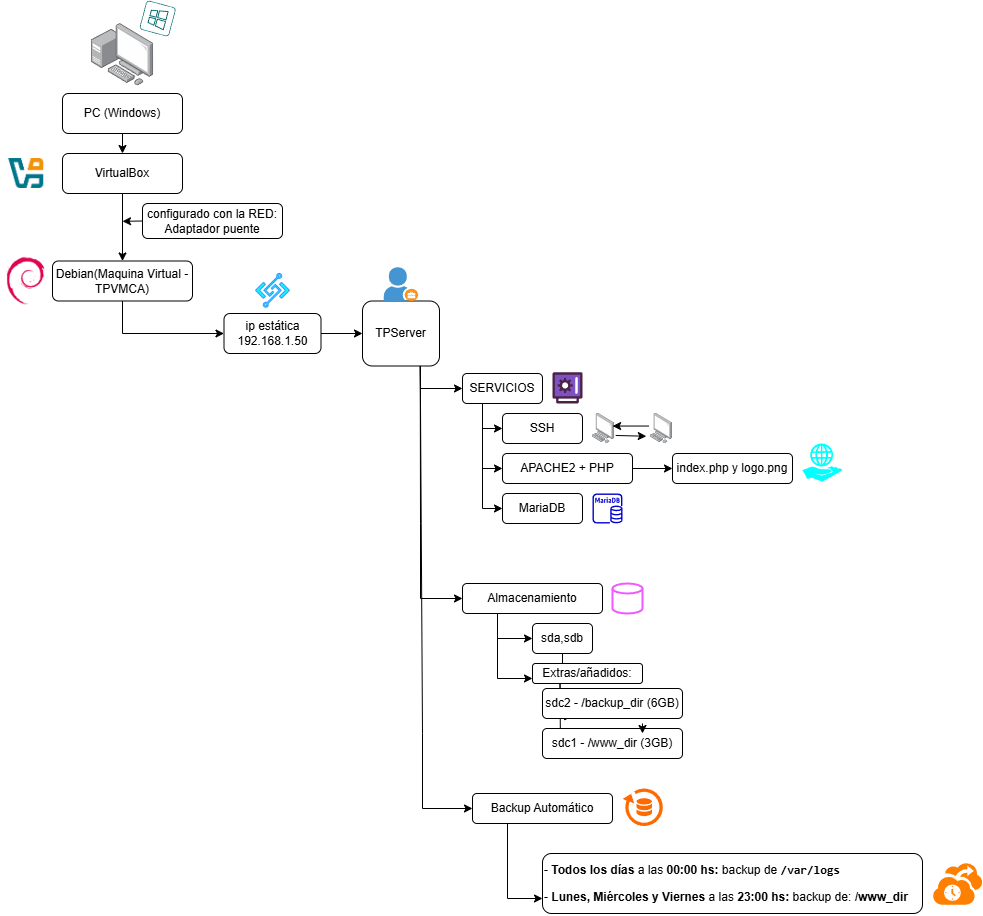 PC (Windows)
VirtualBox
configurado con la RED:
Adaptador puente
Debian(Maquina Virtual -
TPVMCA)
ip estática
192.168.1.50
TPServer
SERVICIOS
SSH
APACHE2 + PHP
index.php y logo.png
MariaDB
MariaDB
Almacenamiento
sda,sdb
Extras/añadidos:
sdc2 - /backup_dir (6GB)
sdc1 - /www_dir (3GB)
Backup Automático
- Todos los días a las 00:00 hs: backup de /var/logs
- Lunes, Miércoles y Viernes a las 23:00 hs: backup de: /www_dir